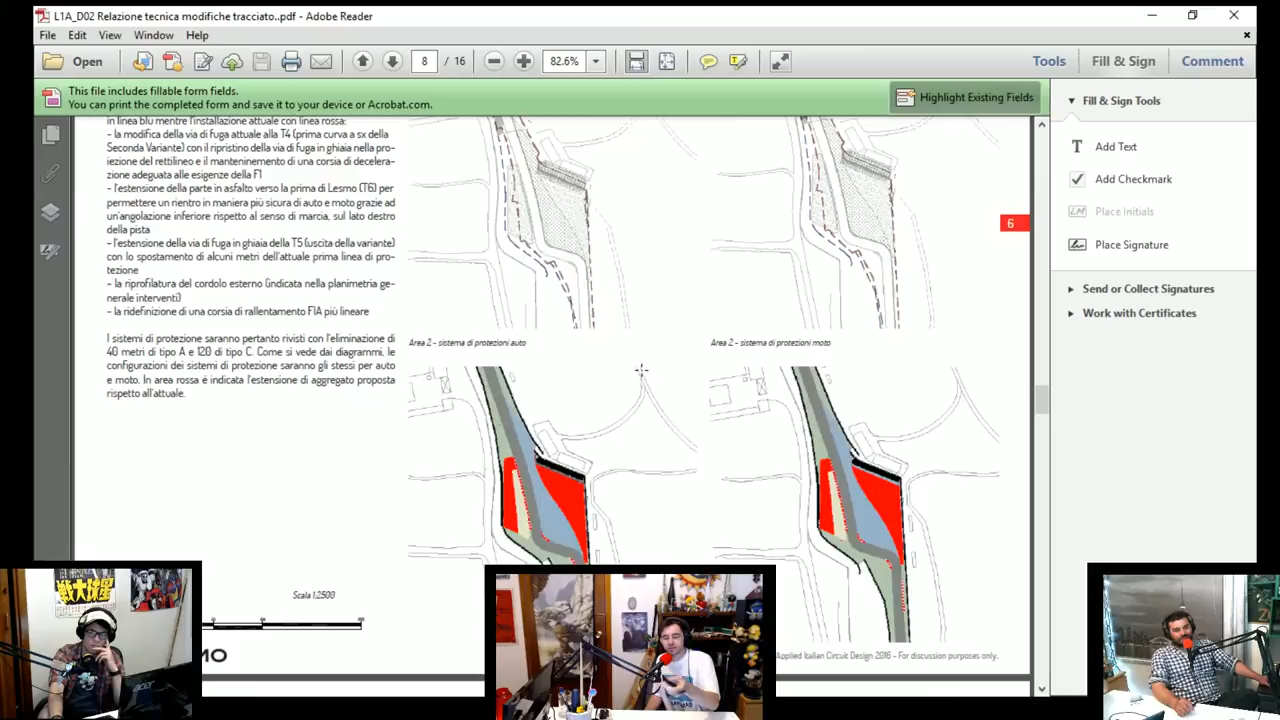 L1A_D02 Relazione tecnica modifiche tracciato..pdf - Adobe Reader
File Edit View Window Help
Open 8 / 16 82.6% Tools Fill & Sign Comment
This file includes fillable form fields.
You can print the completed form and save it to your device or Acrobat.com.
Highlight Existing Fields
in linea blu mentre l'installazione attuale con linea rossa:
- la modifica della via di fuga attuale alla T4 (prima curva a sx della
Seconda Variante) con il ripristino della via di fuga in ghiaia nella pro-
iezione del rettilineo e il manteninemento di una corsia di decelera-
zione adeguata alle esigenze della F1
- l'estensione della parte in asfalto verso la prima di Lesmo (T6) per
permettere un rientro in maniera più sicura di auto e moto grazie ad
un'angolazione inferiore rispetto al senso di marcia, sul lato destro
della pista
- l'estensione della via di fuga in ghiaia della T5 (uscita della variante)
con lo spostamento di alcuni metri dell'attuale prima linea di pro-
tezione
- la riprofilatura del cordolo esterno (indicata nella planimetria ge-
nerale interventi)
- la ridefinizione di una corsia di rallentamento F1A più lineare
I sistemi di protezione saranno pertanto rivisti con l'eliminazione di
40 metri di tipo A e 120 di tipo C. Come si vede dai diagrammi, le
configurazioni dei sistemi di protezione saranno gli stessi per auto
e moto. In area rossa è indicata l'estensione di aggregato proposta
rispetto all'attuale.
Area 2 - sistema di protezioni auto
Area 2 - sistema di protezioni moto
6
Scala 1:2500
MO
Applied Italian Circuit Design 2016 - For discussion purposes only.
Fill & Sign Tools
Add Text
Add Checkmark
Place Initials
Place Signature
Send or Collect Signatures
Work with Certificates
acer